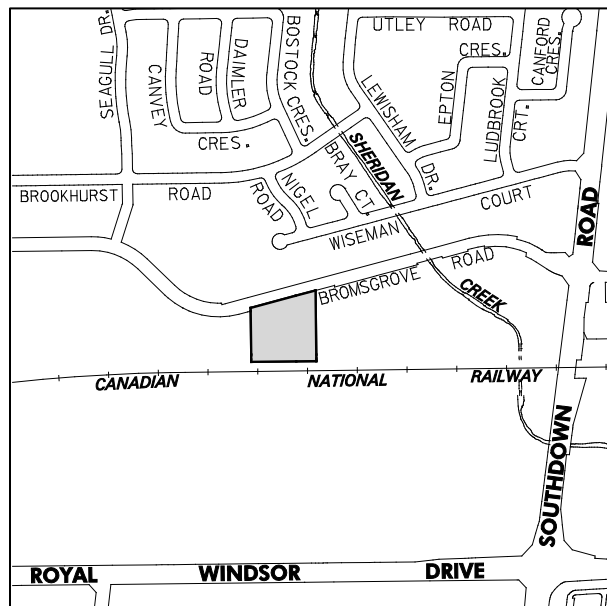 SEAGULL DR.
CANVEY
CRES.
ROAD
DAIMLER
BOSTOCK CRES.
UTLEY ROAD
CRES.
EPTON
CANFORD
CRES.
LUDBROOK
CRT.
LEWISHAM
DR.
SHERIDAN
BRAY CT.
NIGEL
ROAD
BROOKHURST ROAD
WISEMAN COURT
ROAD
BROMSGROVE ROAD
CREEK
CANADIAN NATIONAL RAILWAY
SOUTHDOWN
ROYAL WINDSOR DRIVE